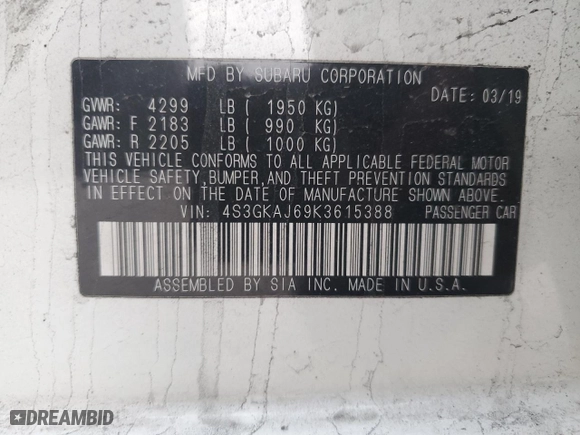 MFD BY SUBARU CORPORATION
GVWR: 4299 LB ( 1950 KG) DATE: 03/19
GAWR: F 2183 LB ( 990 KG)
GAWR: R 2205 LB ( 1000 KG)
THIS VEHICLE CONFORMS TO ALL APPLICABLE FEDERAL MOTOR
VEHICLE SAFETY, BUMPER, AND THEFT PREVENTION STANDARDS
IN EFFECT ON THE DATE OF MANUFACTURE SHOWN ABOVE.
VIN: 4S3GKAJ69K3615388 PASSENGER CAR
ASSEMBLED BY SIA INC. MADE IN U.S.A.
DREAMBID